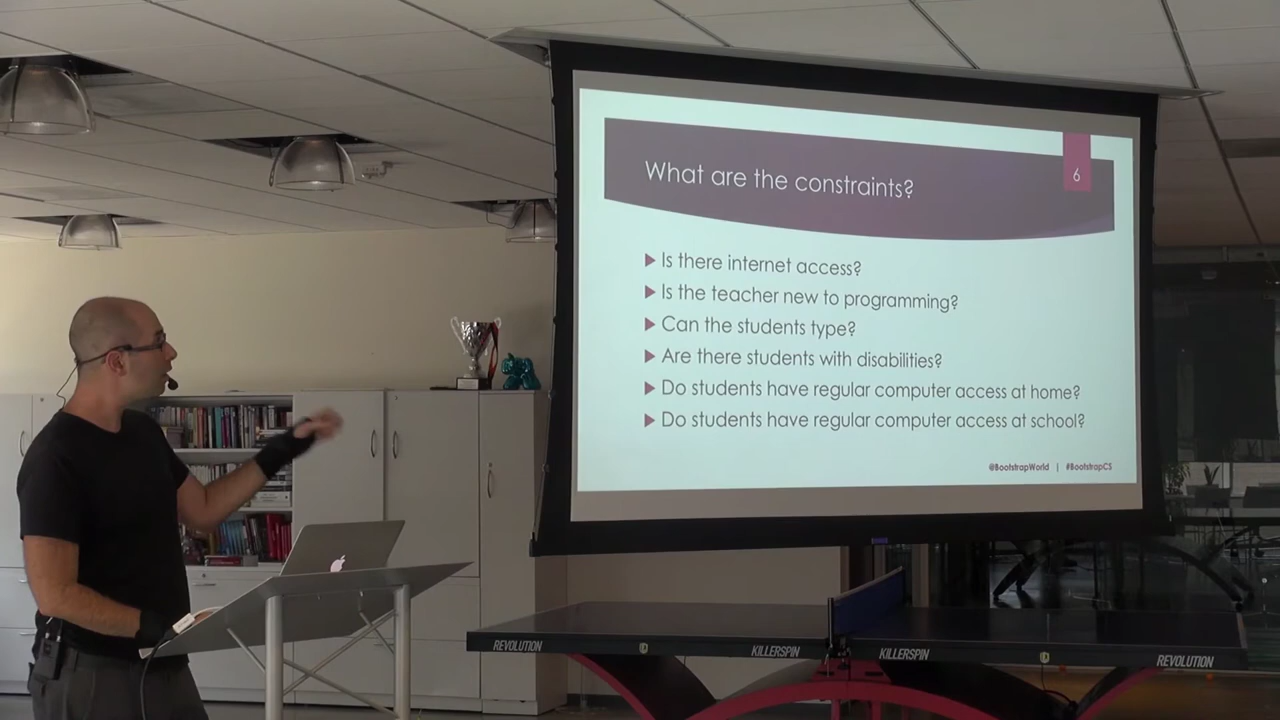 What are the constraints?
6
Is there internet access?
Is the teacher new to programming?
Can the students type?
Are there students with disabilities?
Do students have regular computer access at home?
Do students have regular computer access at school?
@BootstrapWorld | #BootstrapCS
REVOLUTION
KILLERSPIN
KILLERSPIN
REVOLUTION